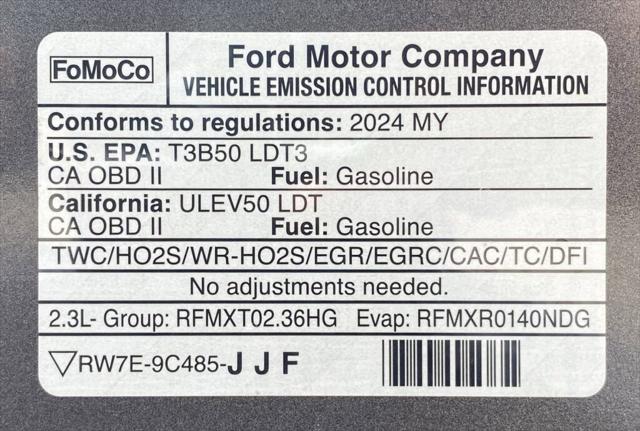 FoMoCo
Ford Motor Company
VEHICLE EMISSION CONTROL INFORMATION
Conforms to regulations: 2024 MY
U.S. EPA: T3B50 LDT3
CA OBD II Fuel: Gasoline
California: ULEV50 LDT
CA OBD II Fuel: Gasoline
TWC/HO2S/WR-HO2S/EGR/EGRC/CAC/TC/DFI
No adjustments needed.
2.3L- Group: RFMXT02.36HG Evap: RFMXR0140NDG
RW7E-9C485-J J F